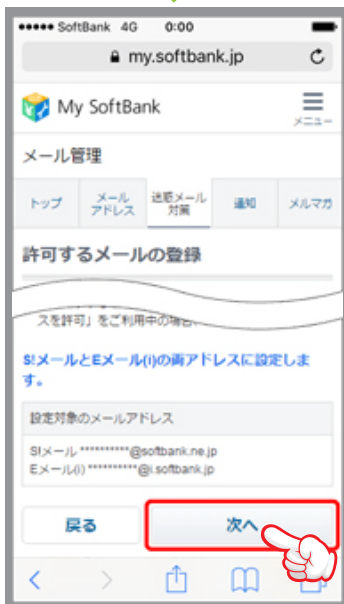 SoftBank 4G 0:00
my.softbank.jp
My SoftBank
メニュー
メール管理
トップ
メール
アドレス
迷惑メール
対策
通知
メルマガ
許可するメールの登録
スを許可」をご利用中の場合、
S!メールとEメール(i)の両アドレスに設定しま
す。
設定対象のメールアドレス
S!メール **********@softbank.ne.jp
Eメール(i) **********@i.softbank.jp
戻る
次へ